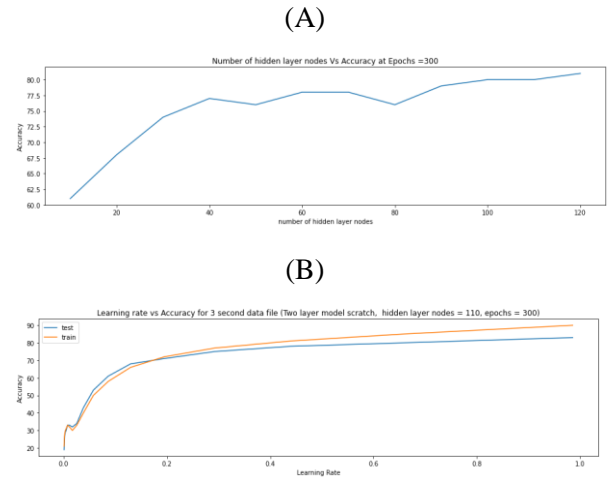 (A)
Number of hidden layer nodes Vs Accuracy at Epochs =300
80.0
77.5
75.0
72.5
70.0
67.5
65.0
62.5
60.0
Accuracy
20
40
60
80
100
120
number of hidden layer nodes
(B)
Learning rate vs Accuracy for 3 second data file (Two layer model scratch, hidden layer nodes = 110, epochs = 300)
test
train
90
80
70
60
50
40
30
20
Accuracy
0.0
0.2
0.4
0.6
0.8
1.0
Learning Rate